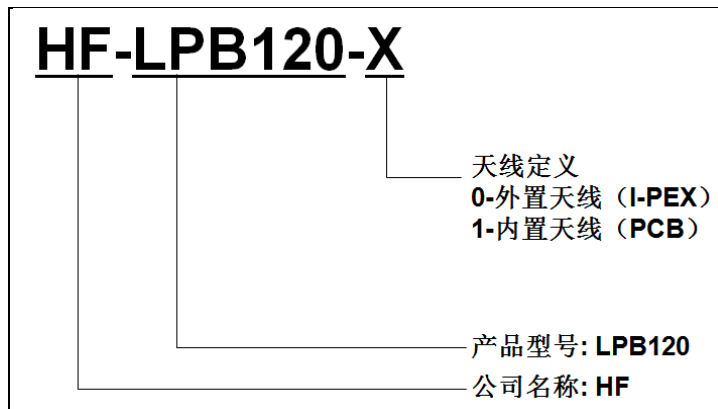 HF-LPB120-X
天线定义
0-外置天线（I-PEX）
1-内置天线（PCB）
产品型号: LPB120
公司名称: HF